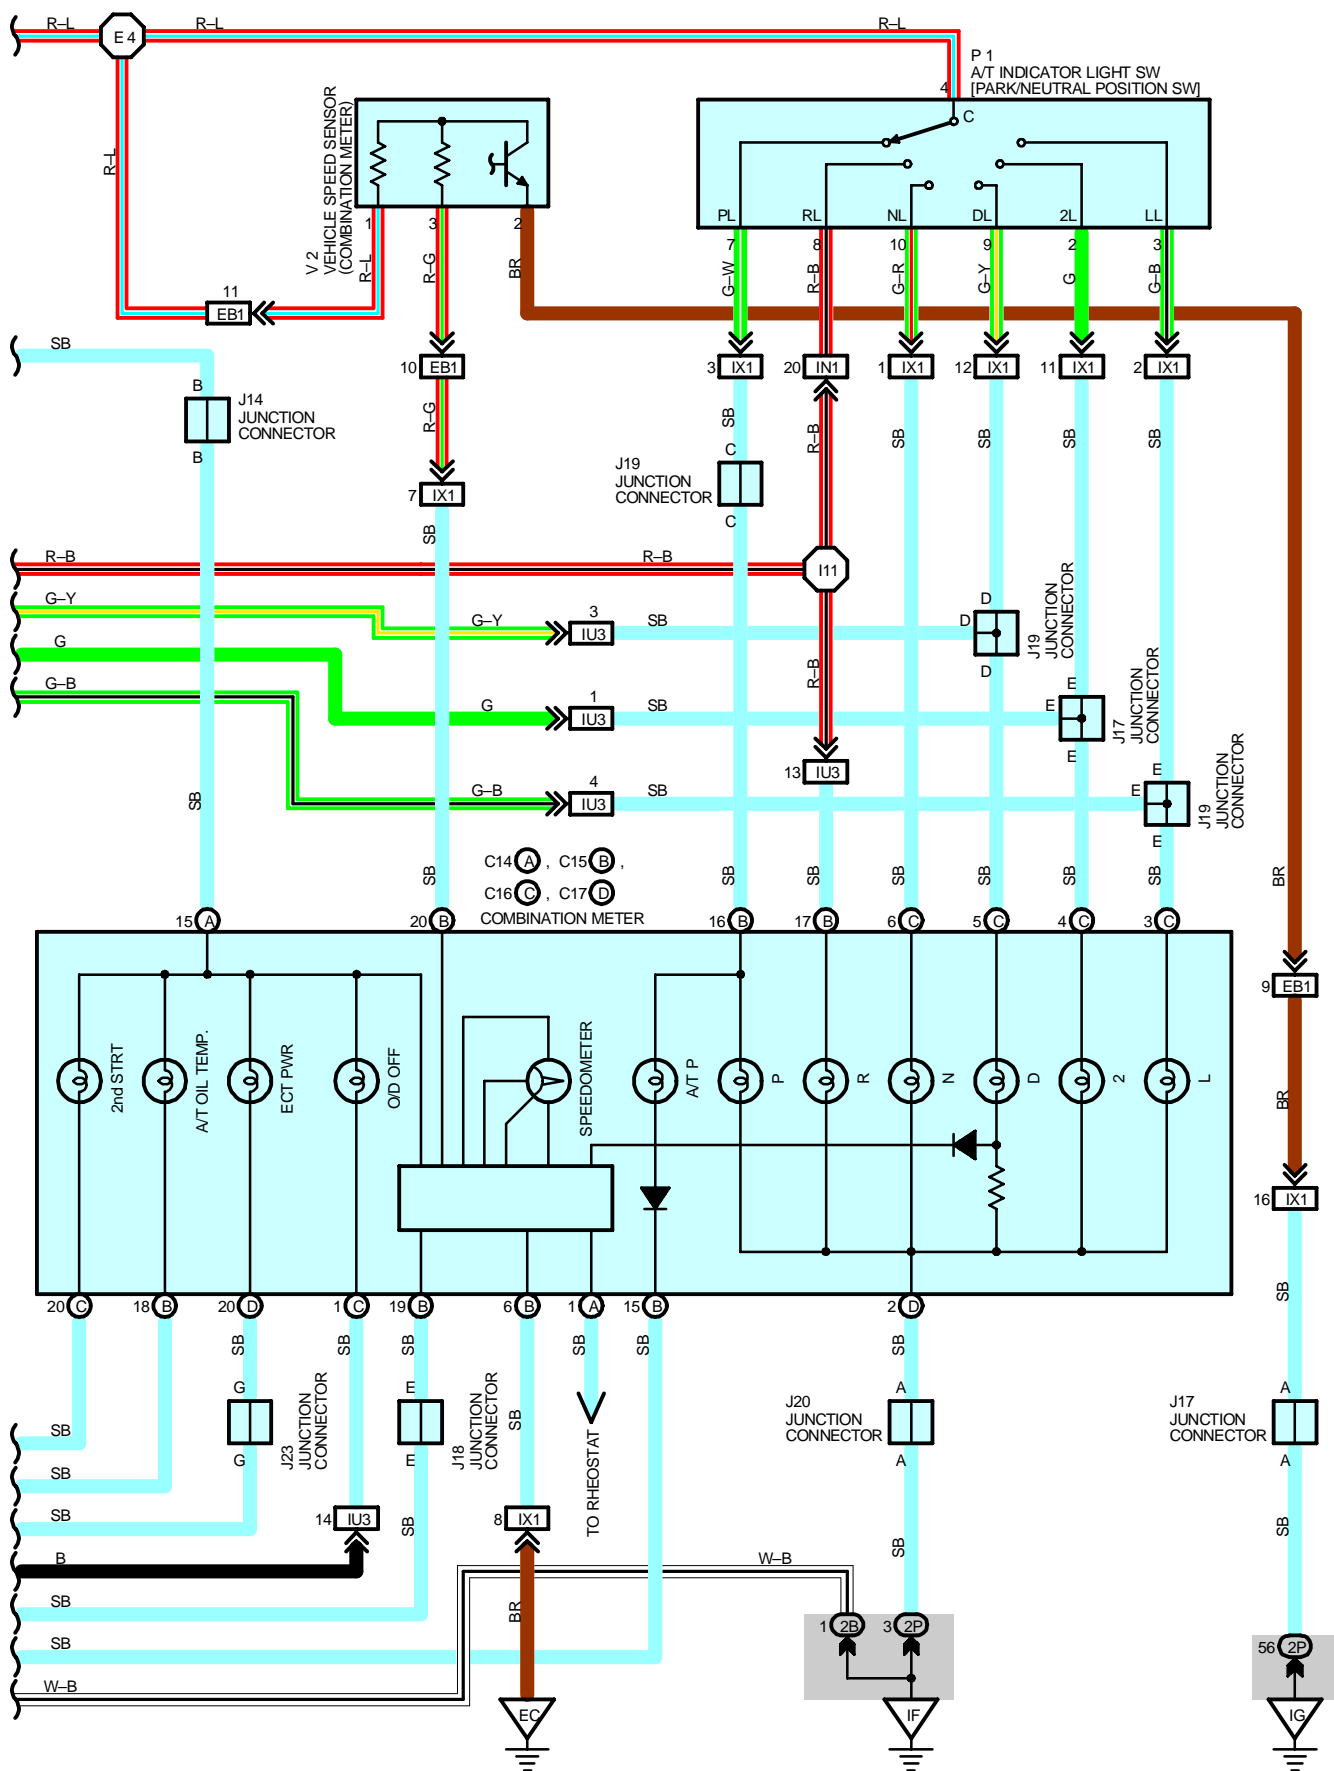 R–L
R–L
R–L
E 4
P 1
A/T INDICATOR LIGHT SW
[PARK/NEUTRAL POSITION SW]
4
C
V 2
VEHICLE SPEED SENSOR
(COMBINATION METER)
R–L
PL
RL
NL
DL
2L
LL
1
3
2
7
8
10
9
2
3
R–L
R–G
BR
G–W
R–B
G–R
G–Y
G
G–B
11
EB1
SB
10
EB1
3
IX1
20
IN1
1
IX1
12
IX1
11
IX1
2
IX1
B
J14
JUNCTION
CONNECTOR
B
R–G
SB
R–B
SB
SB
SB
SB
C
J19
JUNCTION
CONNECTOR
C
7
IX1
SB
R–B
R–B
I11
G–Y
G–Y
3
IU3
SB
D
D
D
J19
JUNCTION
CONNECTOR
G
G
1
IU3
SB
R–B
E
E
E
J17
JUNCTION
CONNECTOR
G–B
G–B
4
IU3
SB
13
IU3
E
E
E
J19
JUNCTION
CONNECTOR
SB
C14
A
,
C15
B
,
C16
C
,
C17
D
COMBINATION METER
SB
SB
SB
SB
SB
SB
SB
BR
15
A
20
B
16
B
17
B
6
C
5
C
4
C
3
C
9
EB1
2nd STRT
A/T OIL TEMP.
ECT PWR
O/D OFF
SPEEDOMETER
A/T P
P
R
N
D
2
L
BR
16
IX1
20
C
18
B
20
D
1
C
19
B
6
B
1
A
15
B
2
D
SB
SB
SB
SB
SB
SB
G
J23
JUNCTION
CONNECTOR
G
E
J18
JUNCTION
CONNECTOR
E
SB
TO RHEOSTAT
A
J20
JUNCTION
CONNECTOR
A
A
J17
JUNCTION
CONNECTOR
A
SB
SB
SB
14
IU3
SB
8
IX1
SB
SB
B
W–B
SB
BR
1
2B
3
2P
SB
56
2P
W–B
EC
IF
IG